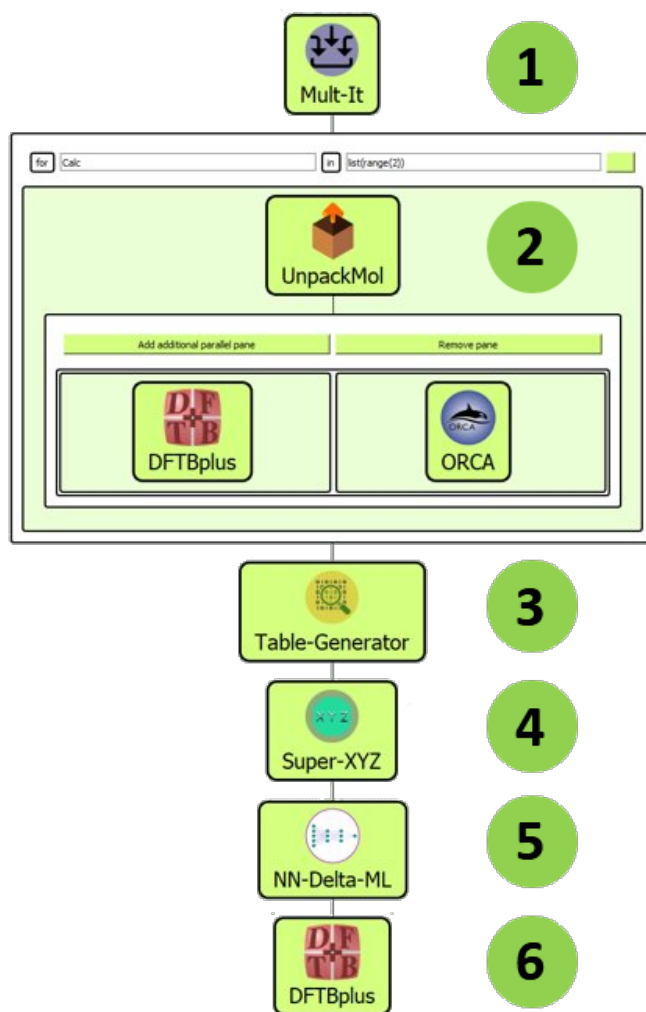 Mult-It
1
for Calc in list(range(2))
UnpackMol
2
Add additional parallel pane Remove pane
D F
T B
DFTBplus
ORCA
ORCA
Table-Generator
3
X Y Z
Super-XYZ
4
NN-Delta-ML
5
D F
T B
DFTBplus
6